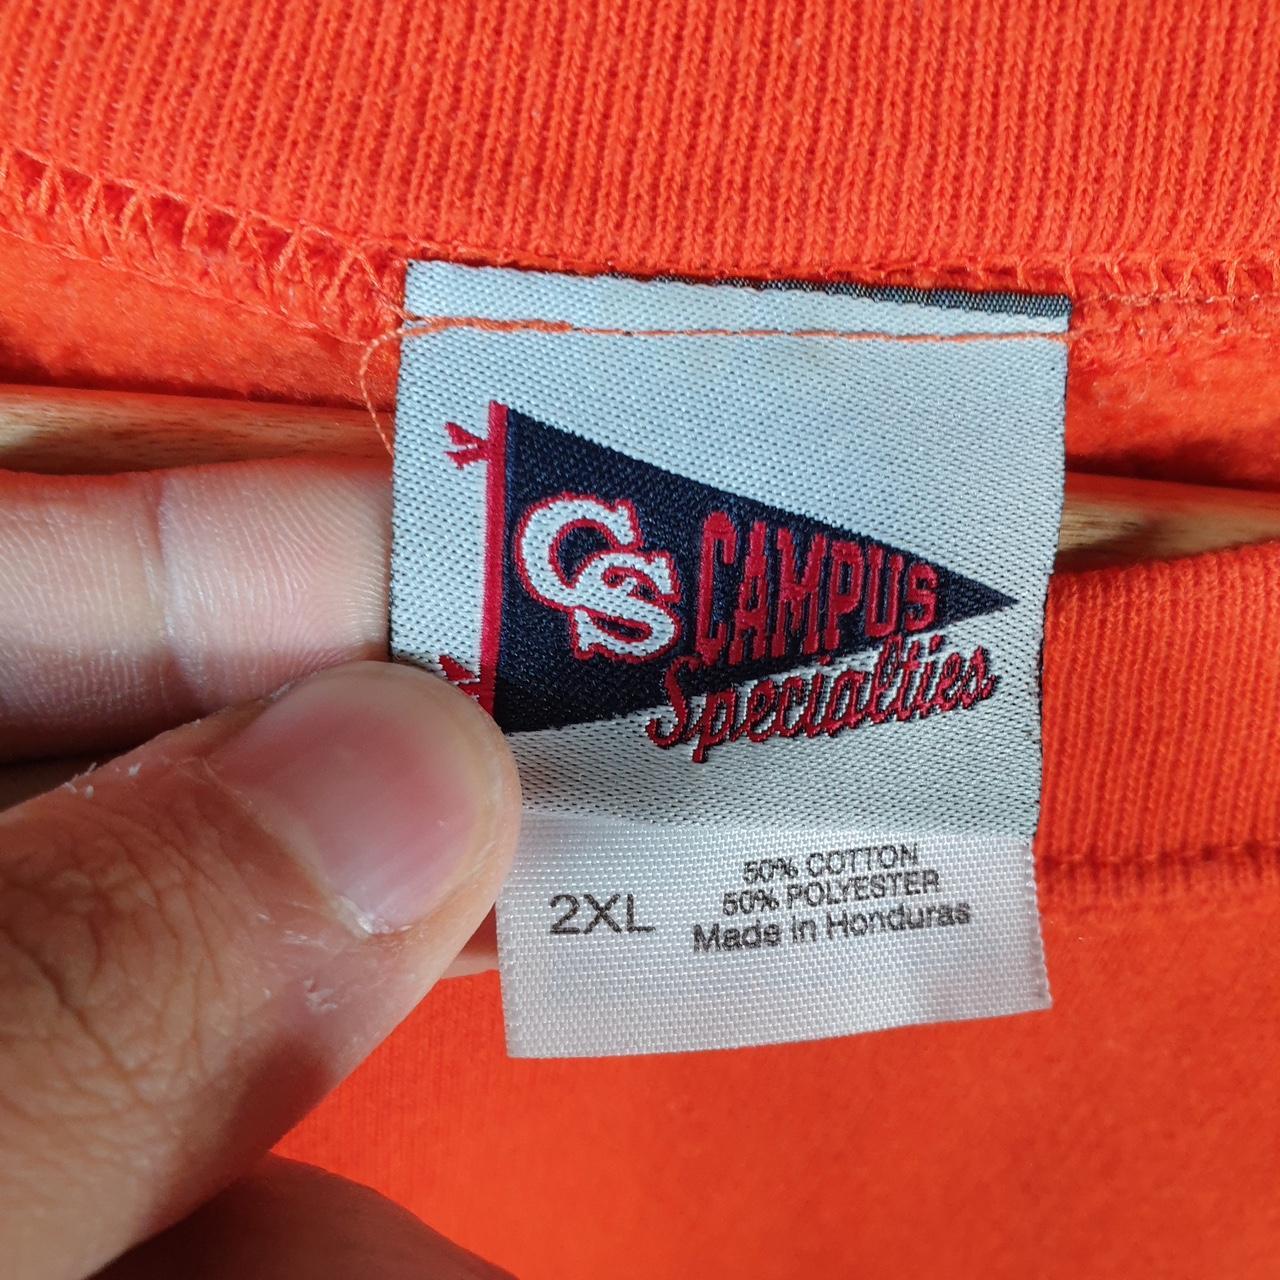 CS CAMPUS
Specialties
2XL
50% COTTON
50% POLYESTER
Made in Honduras